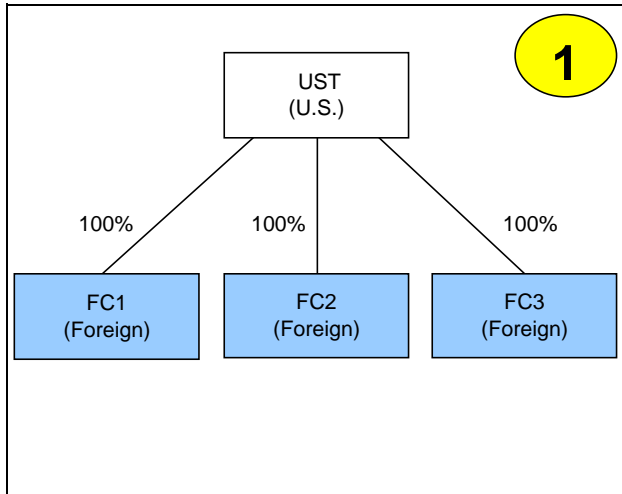 1
UST
(U.S.)
100%
100%
100%
FC1
(Foreign)
FC2
(Foreign)
FC3
(Foreign)